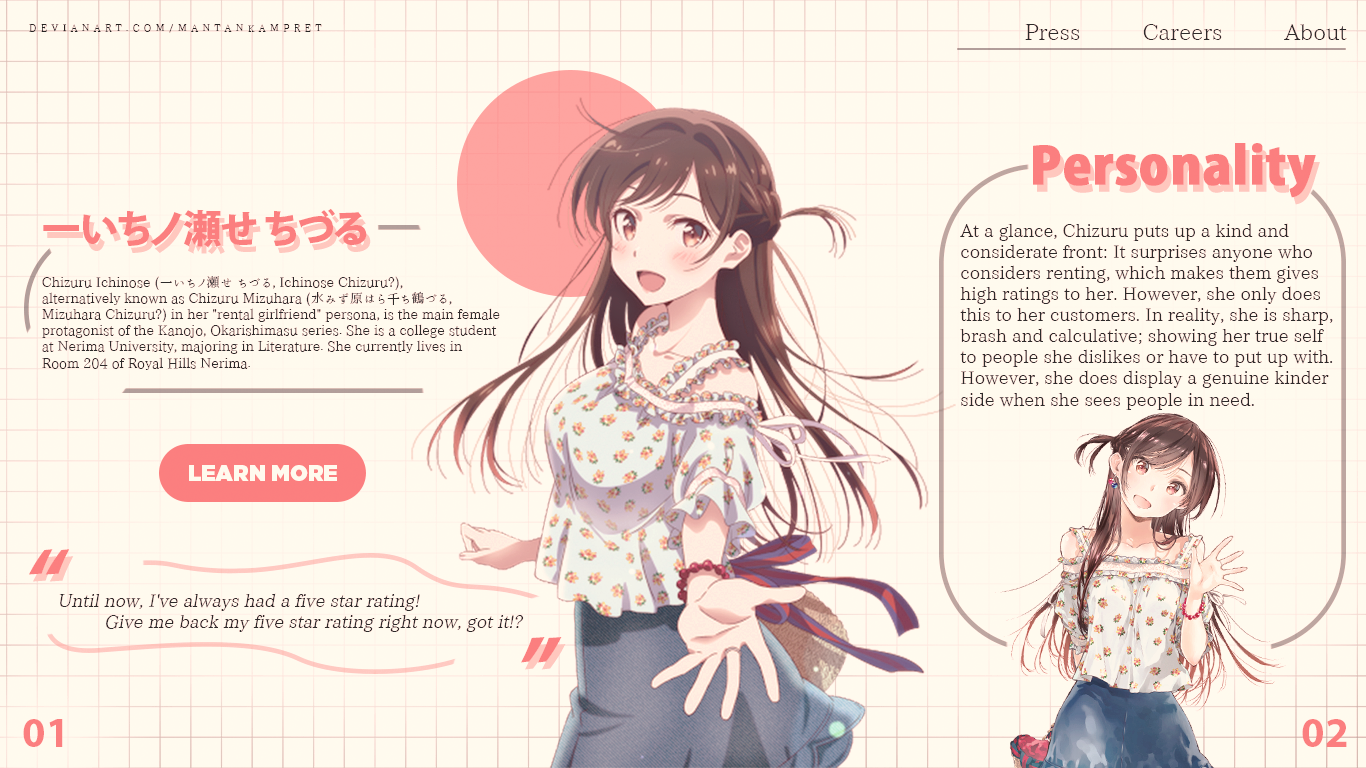 DEVIANART.COM/MANTANKAMPRET
Press Careers About
一いちノ瀬せ ちづる
Chizuru Ichinose (一いちノ瀬せ ちづる, Ichinose Chizuru?),
alternatively known as Chizuru Mizuhara (水みず原はら千ち鶴づる,
Mizuhara Chizuru?) in her "rental girlfriend" persona, is the main female
protagonist of the Kanojo, Okarishimasu series. She is a college student
at Nerima University, majoring in Literature. She currently lives in
Room 204 of Royal Hills Nerima.
LEARN MORE
Until now, I've always had a five star rating!
Give me back my five star rating right now, got it!?
01
Personality
At a glance, Chizuru puts up a kind and
considerate front: It surprises anyone who
considers renting, which makes them gives
high ratings to her. However, she only does
this to her customers. In reality, she is sharp,
brash and calculative; showing her true self
to people she dislikes or have to put up with.
However, she does display a genuine kinder
side when she sees people in need.
02